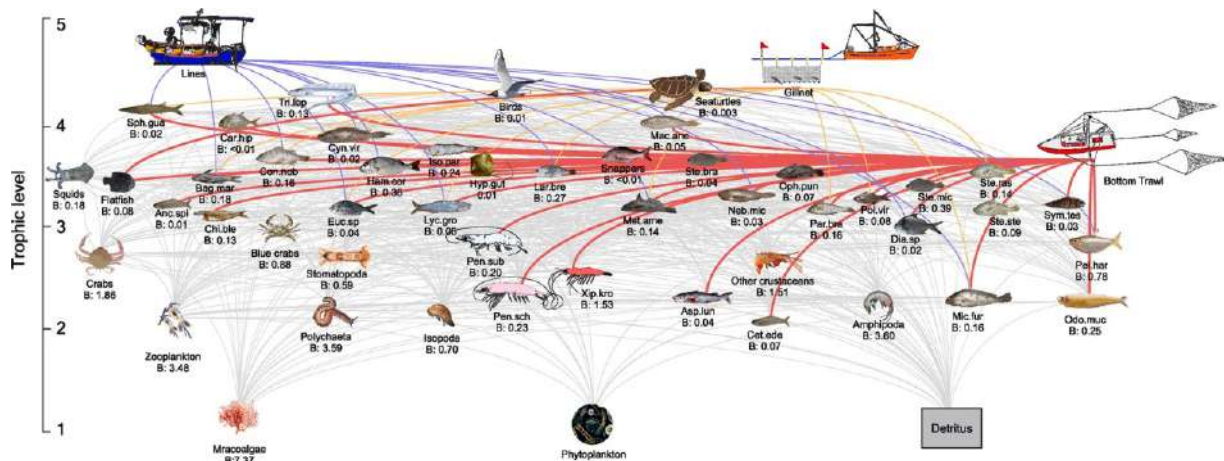 5
4
3
2
1
Trophic level
Lines
Gillnet
Bottom Trawl
Sph.gua
B: 0.02
Tri.lep
B: 0.13
Birds
B: 0.01
Seaturtles
B: 0.003
Car.hip
B: <0.01
Cyn.vir
B: 0.02
Mac.anc
B: 0.05
Squids
B: 0.18
Flatfish
B: 0.08
Bag.mar
B: 0.18
Con.nob
B: 0.16
Ham.cor
B: 0.36
Iso.par
B: 0.24
Hyp.gut
0.01
Lar.bre
B: 0.27
Snappers
B: <0.01
Ste.bra
B: 0.04
Oph.pun
B: 0.07
Ste.mic
B: 0.39
Ste.ras
B: 0.14
Anc.spi
B: 0.01
Chi.ble
B: 0.13
Blue crabs
B: 0.88
Euc.sp
B: 0.04
Lyc.gro
B: 0.06
Met.ame
B: 0.14
Neb.mic
B: 0.03
Par.bra
B: 0.16
Pol.vir
B: 0.08
Dia.sp
B: 0.02
Ste.ste
B: 0.09
Sym.tes
B: 0.03
Pel.har
B: 0.78
Crabs
B: 1.86
Stomatopoda
B: 0.59
Pen.sub
B: 0.20
Pen.sch
B: 0.23
Xip.kro
B: 1.53
Other crustaceans
B: 1.51
Asp.lun
B: 0.04
Cet.ede
B: 0.07
Amphipoda
B: 3.60
Mic.fur
B: 0.16
Odo.muc
B: 0.25
Zooplankton
B: 3.48
Polychaeta
B: 3.59
Isopoda
B: 0.70
Mracoalgae
B:7.37
Phytoplankton
Detritus